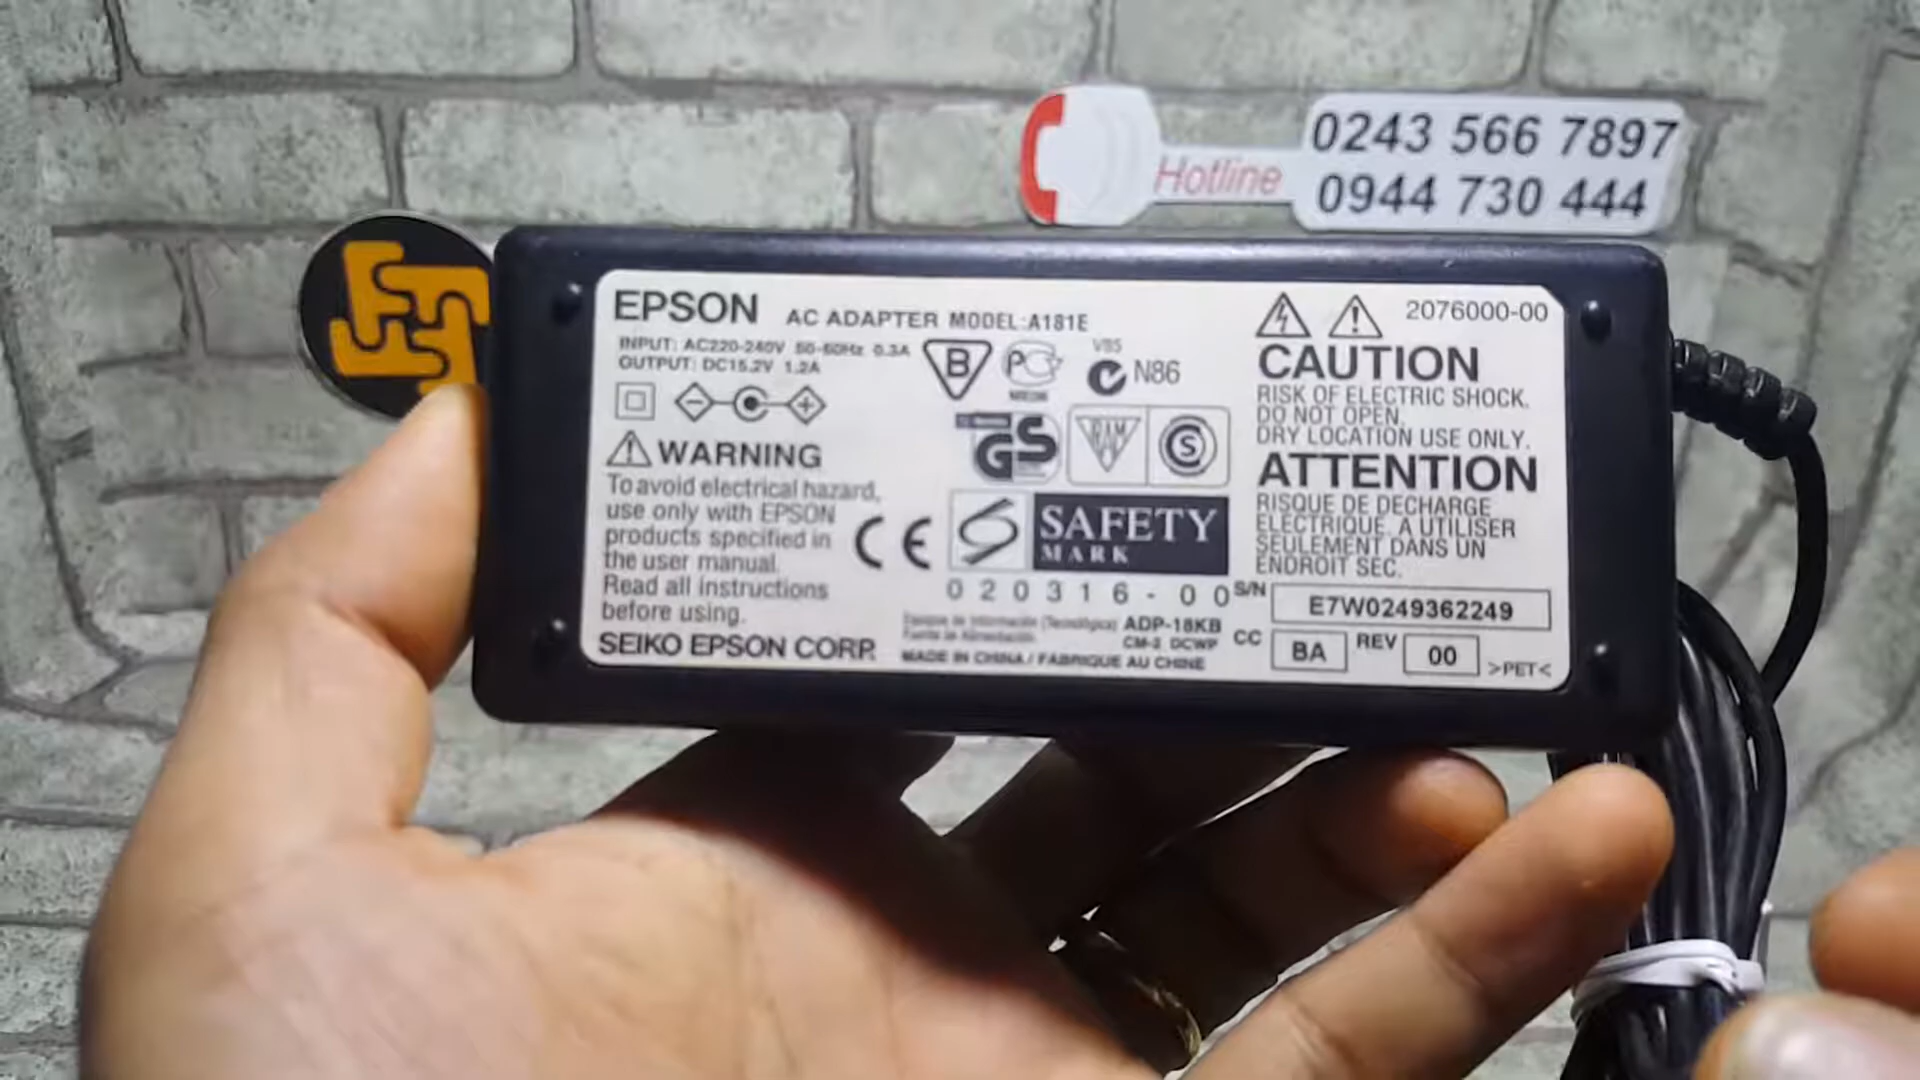 Hotline
0243 566 7897
0944 730 444
EPSON AC ADAPTER MODEL:A181E
INPUT: AC220-240V 50-60Hz 0.3A
OUTPUT: DC15.2V 1.2A
B
PC
V85
N86
WARNING
To avoid electrical hazard,
use only with EPSON
products specified in
the user manual.
Read all instructions
before using.
SEIKO EPSON CORP.
GS
S
CE
SAFETY
MARK
020316-00
ADP-18KB
MADE IN CHINA / FABRIQUE AU CHINE
2076000-00
CAUTION
RISK OF ELECTRIC SHOCK.
DO NOT OPEN.
DRY LOCATION USE ONLY.
ATTENTION
RISQUE DE DECHARGE
ELECTRIQUE. A UTILISER
SEULEMENT DANS UN
ENDROIT SEC.
S/N E7W0249362249
CC BA REV 00 >PET<